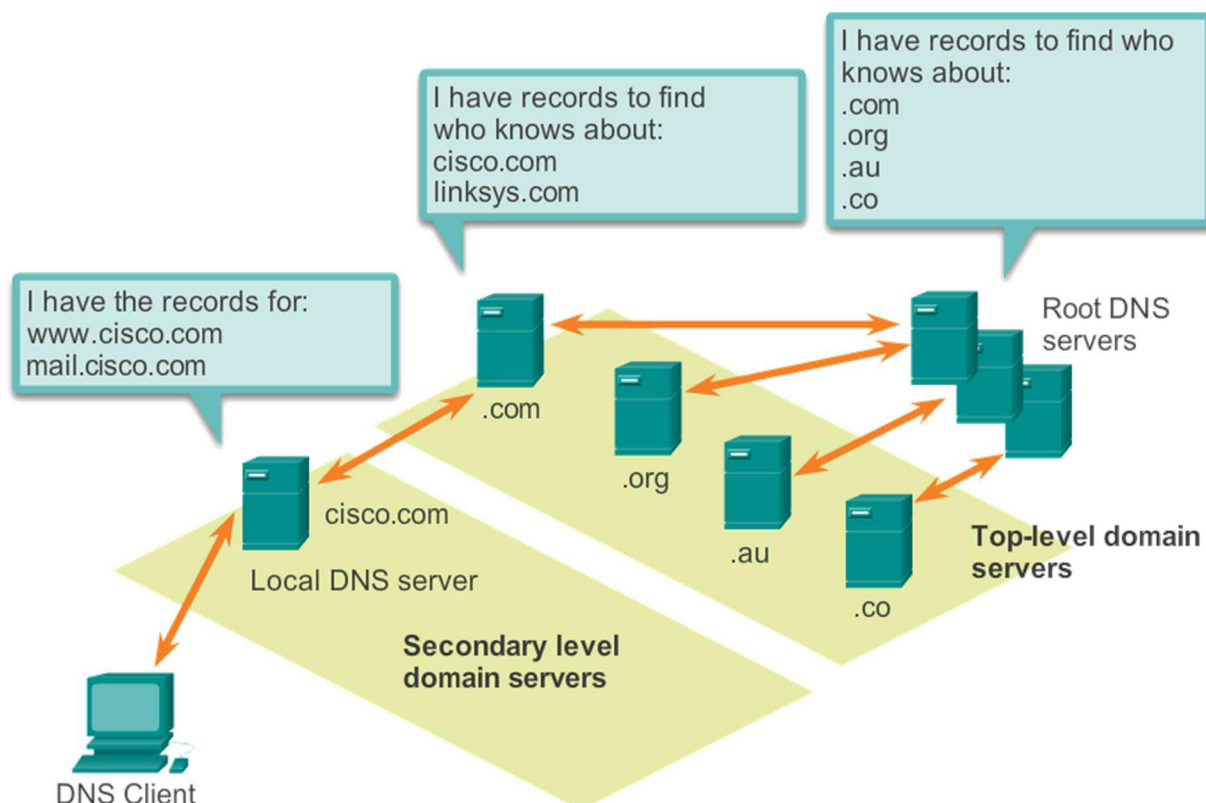 I have records to find who
knows about:
.com
.org
.au
.co
I have records to find
who knows about:
cisco.com
linksys.com
I have the records for:
www.cisco.com
mail.cisco.com
Root DNS
servers
.com
.org
.au
.co
Top-level domain
servers
cisco.com
Local DNS server
Secondary level
domain servers
DNS Client